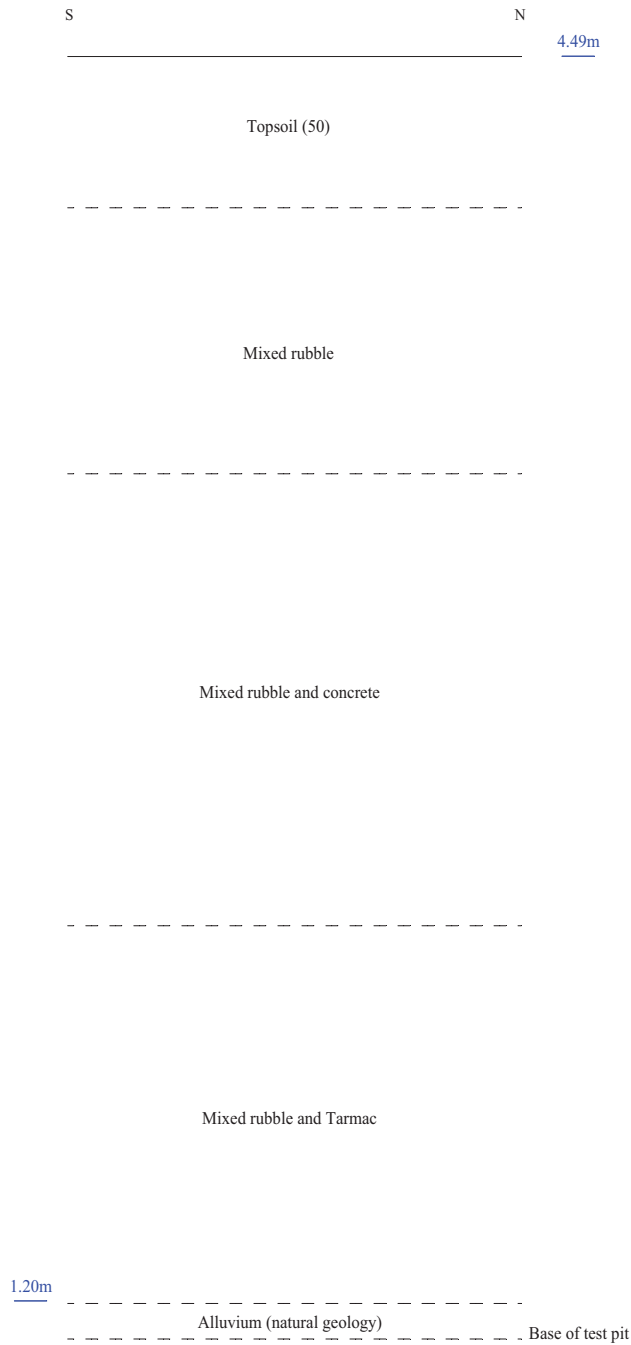 S
N
4.49m
Topsoil (50)
Mixed rubble
Mixed rubble and concrete
Mixed rubble and Tarmac
1.20m
Alluvium (natural geology)
Base of test pit